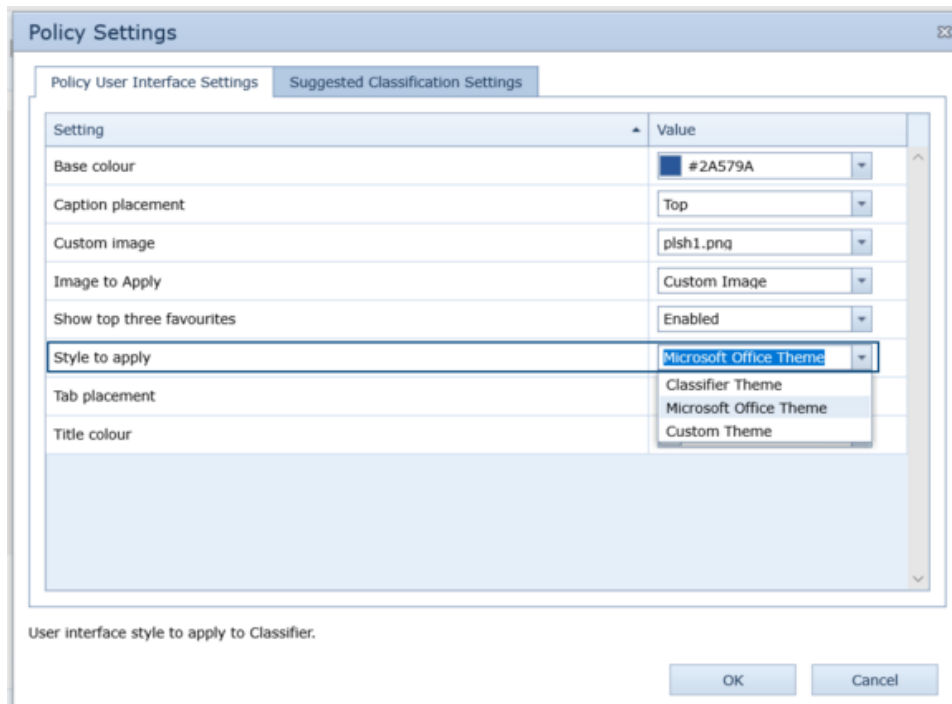 Policy Settings
Policy User Interface Settings
Suggested Classification Settings
Setting Value
Base colour #2A579A
Caption placement Top
Custom image plsh1.png
Image to Apply Custom Image
Show top three favourites Enabled
Style to apply Microsoft Office Theme
Classifier Theme
Tab placement Microsoft Office Theme
Custom Theme
Title colour
User interface style to apply to Classifier.
OK Cancel